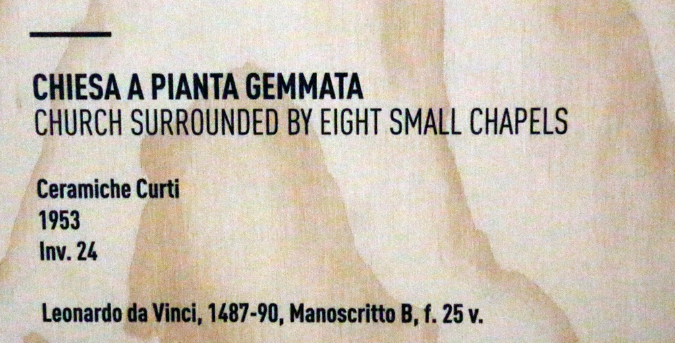 CHIESA A PIANTA GEMMATA
CHURCH SURROUNDED BY EIGHT SMALL CHAPELS
Ceramiche Curti
1953
Inv. 24
Leonardo da Vinci, 1487-90, Manoscritto B, f. 25 v.